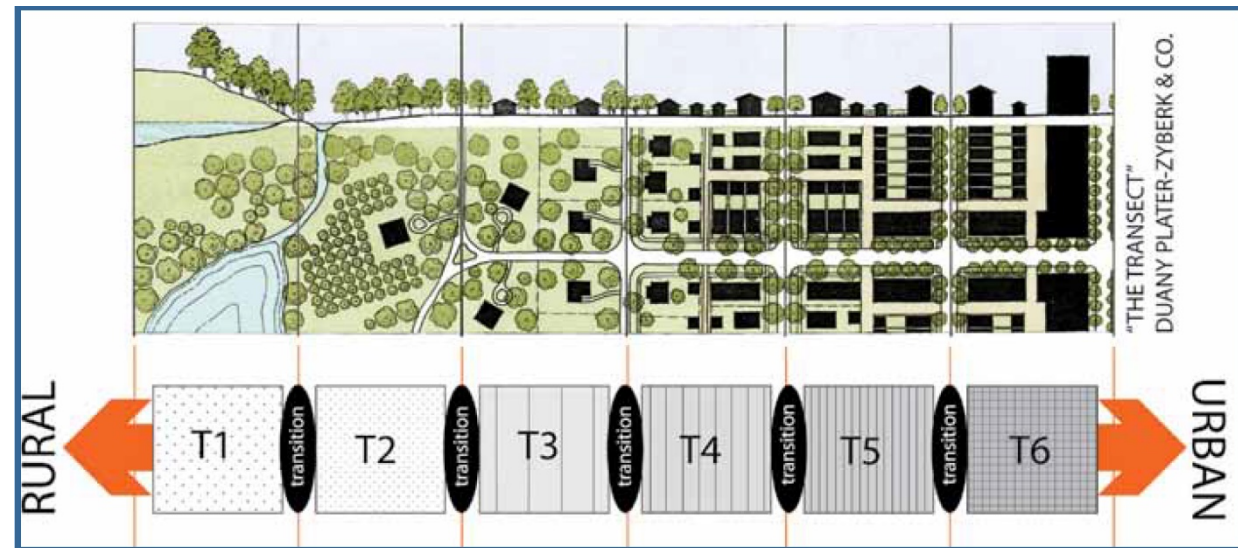 "THE TRANSECT"
DUANY PLATER-ZYBERK & CO.
RURAL
T1
transition
T2
transition
T3
transition
T4
transition
T5
transition
T6
URBAN